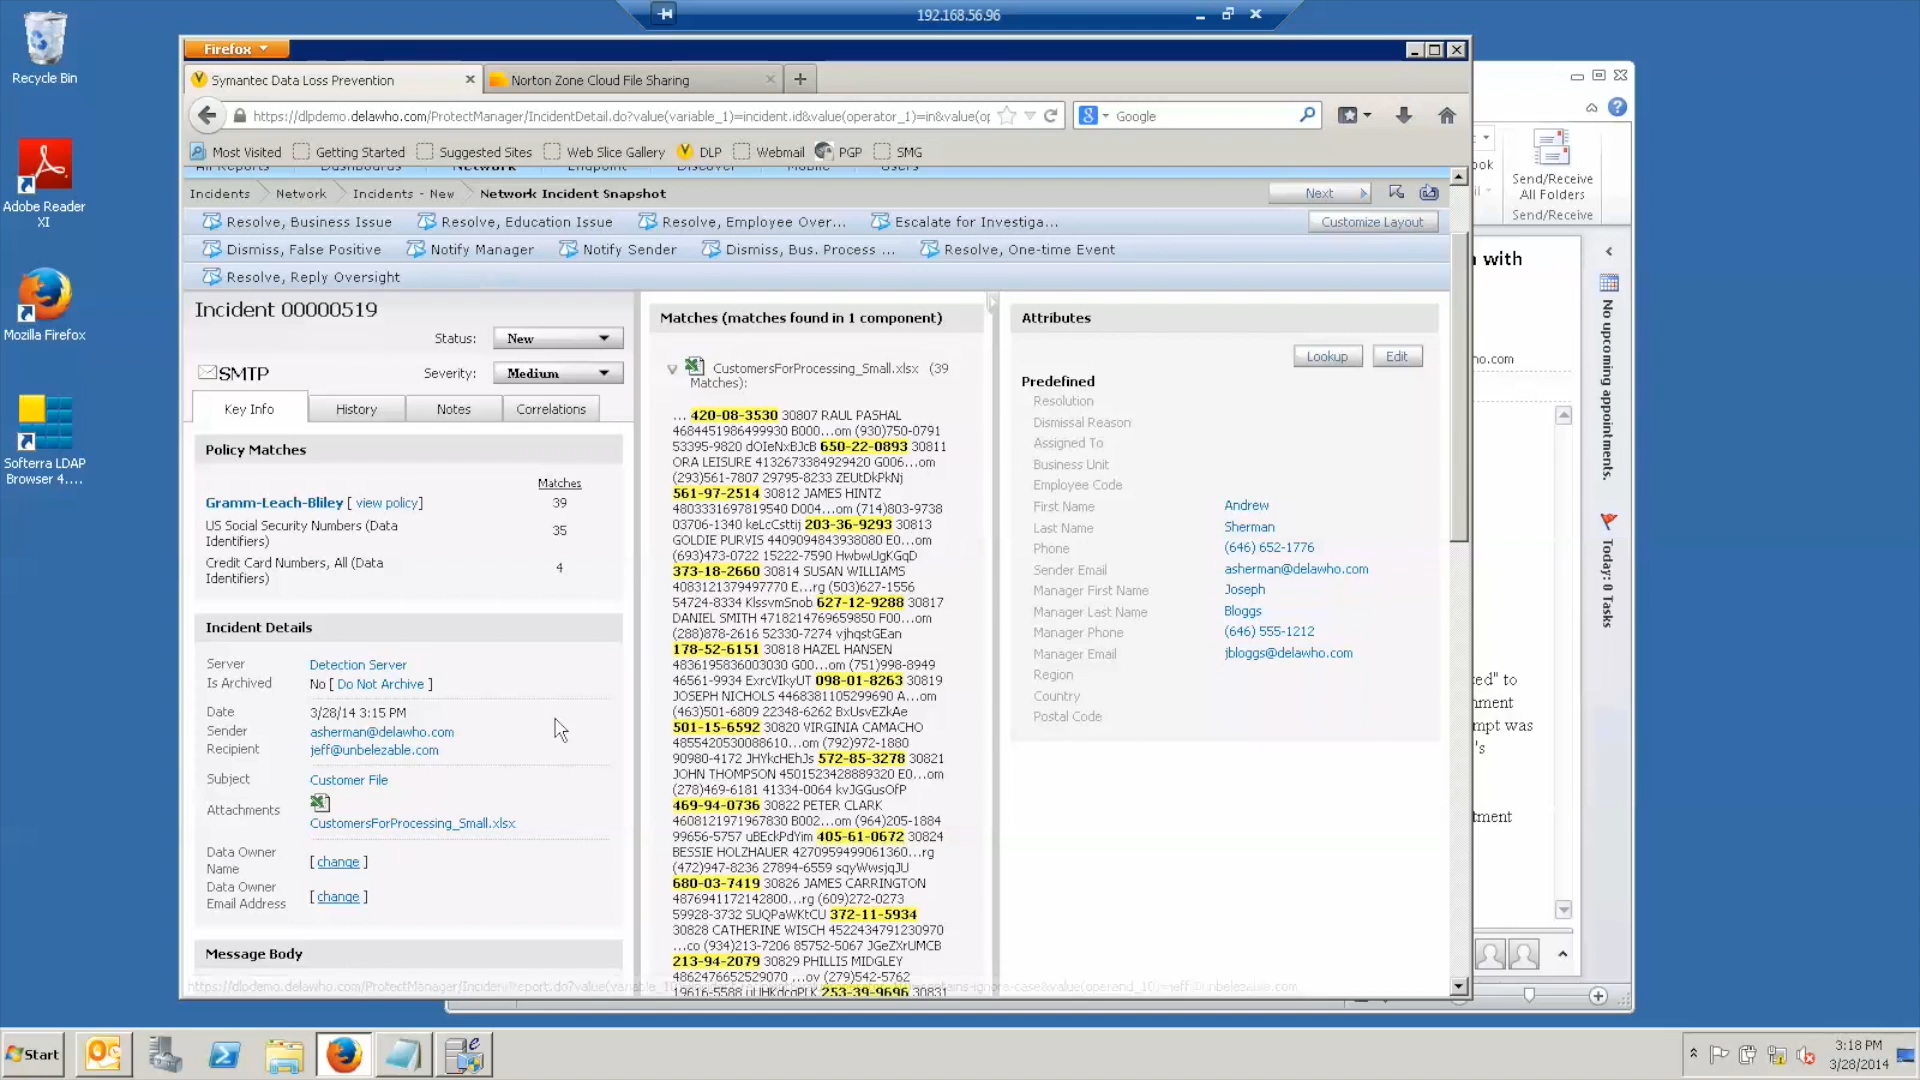 192.168.56.96
Recycle Bin
Adobe Reader
XI
Mozilla Firefox
Softerra LDAP
Browser 4....
Firefox
Symantec Data Loss Prevention
Norton Zone Cloud File Sharing
https://dlpdemo.delawho.com/ProtectManager/IncidentDetail.do?value(variable_1)=incident.id&value(operator_1)=in&value(op
Google
Most Visited
Getting Started
Suggested Sites
Web Slice Gallery
DLP
Webmail
PGP
SMG
Incidents
Network
Incidents - New
Network Incident Snapshot
Next
Resolve, Business Issue
Resolve, Education Issue
Resolve, Employee Over...
Escalate for Investiga...
Customize Layout
Dismiss, False Positive
Notify Manager
Notify Sender
Dismiss, Bus. Process ...
Resolve, One-time Event
Resolve, Reply Oversight
Incident 00000519
Status:
New
SMTP
Severity:
Medium
Key Info
History
Notes
Correlations
Policy Matches
Matches
Gramm-Leach-Bliley [ view policy]
39
US Social Security Numbers (Data
Identifiers)
35
Credit Card Numbers, All (Data
Identifiers)
4
Incident Details
Server
Detection Server
Is Archived
No [ Do Not Archive ]
Date
3/28/14 3:15 PM
Sender
asherman@delawho.com
Recipient
jeff@unbelezable.com
Subject
Customer File
Attachments
CustomersForProcessing_Small.xlsx
Data Owner
Name
[ change ]
Data Owner
Email Address
[ change ]
Message Body
Matches (matches found in 1 component)
CustomersForProcessing_Small.xlsx (39
Matches):
... 420-08-3530 30807 RAUL PASHAL
4684451986499930 B000...om (930)750-0791
53395-9820 dOIeNxBJcB 650-22-0893 30811
ORA LEISURE 4132673384929420 G006...om
(293)561-7807 29795-8233 ZEUtDkPkNj
561-97-2514 30812 JAMES HINTZ
4803331697819540 D004...om (714)803-9738
03706-1340 keLcCsttij 203-36-9293 30813
GOLDIE PURVIS 4409094843938080 E0...om
(693)473-0722 15222-7590 HwbwUgKGqD
373-18-2660 30814 SUSAN WILLIAMS
4083121379497770 E...rg (503)627-1556
54724-8334 KlssvmSnob 627-12-9288 30817
DANIEL SMITH 4718214769659850 F00...om
(288)878-2616 52330-7274 vjhqstGEan
178-52-6151 30818 HAZEL HANSEN
4836195836003030 G00...om (751)998-8949
46561-9934 ExrcVIkyUT 098-01-8263 30819
JOSEPH NICHOLS 4468381105299690 A...om
(463)501-6809 22348-6262 BxUsvEZkAe
501-15-6592 30820 VIRGINIA CAMACHO
4855420530088610...om (792)972-1880
90980-4172 JHYkcHEhJs 572-85-3278 30821
JOHN THOMPSON 4501523428889320 E0...om
(278)469-6181 41334-0064 kvJGGusOfP
469-94-0736 30822 PETER CLARK
4608121971967830 B002...om (964)205-1884
99656-5757 uBEckPdYim 405-61-0672 30824
BESSIE HOLZHAUER 4270959499061360...rg
(472)947-8236 27894-6559 sqyWwsjqJU
680-03-7419 30826 JAMES CARRINGTON
4876941172142800...rg (609)272-0273
59928-3732 SUQPaWKtCU 372-11-5934
30828 CATHERINE WISCH 4522434791230970
...co (934)213-7206 85752-5067 JGeZXrUMCB
213-94-2079 30829 PHILLIS MIDGLEY
4862476652529070 ...ov (279)542-5762
19616-5588 253-39-9696 30831
Attributes
Lookup
Edit
Predefined
Resolution
Dismissal Reason
Assigned To
Business Unit
Employee Code
First Name
Andrew
Last Name
Sherman
Phone
(646) 652-1776
Sender Email
asherman@delawho.com
Manager First Name
Joseph
Manager Last Name
Bloggs
Manager Phone
(646) 555-1212
Manager Email
jbloggs@delawho.com
Region
Country
Postal Code
Send/Receive
All Folders
Send/Receive
with
No upcoming appointments.
Today: 0 Tasks
Start
3:18 PM
3/28/2014